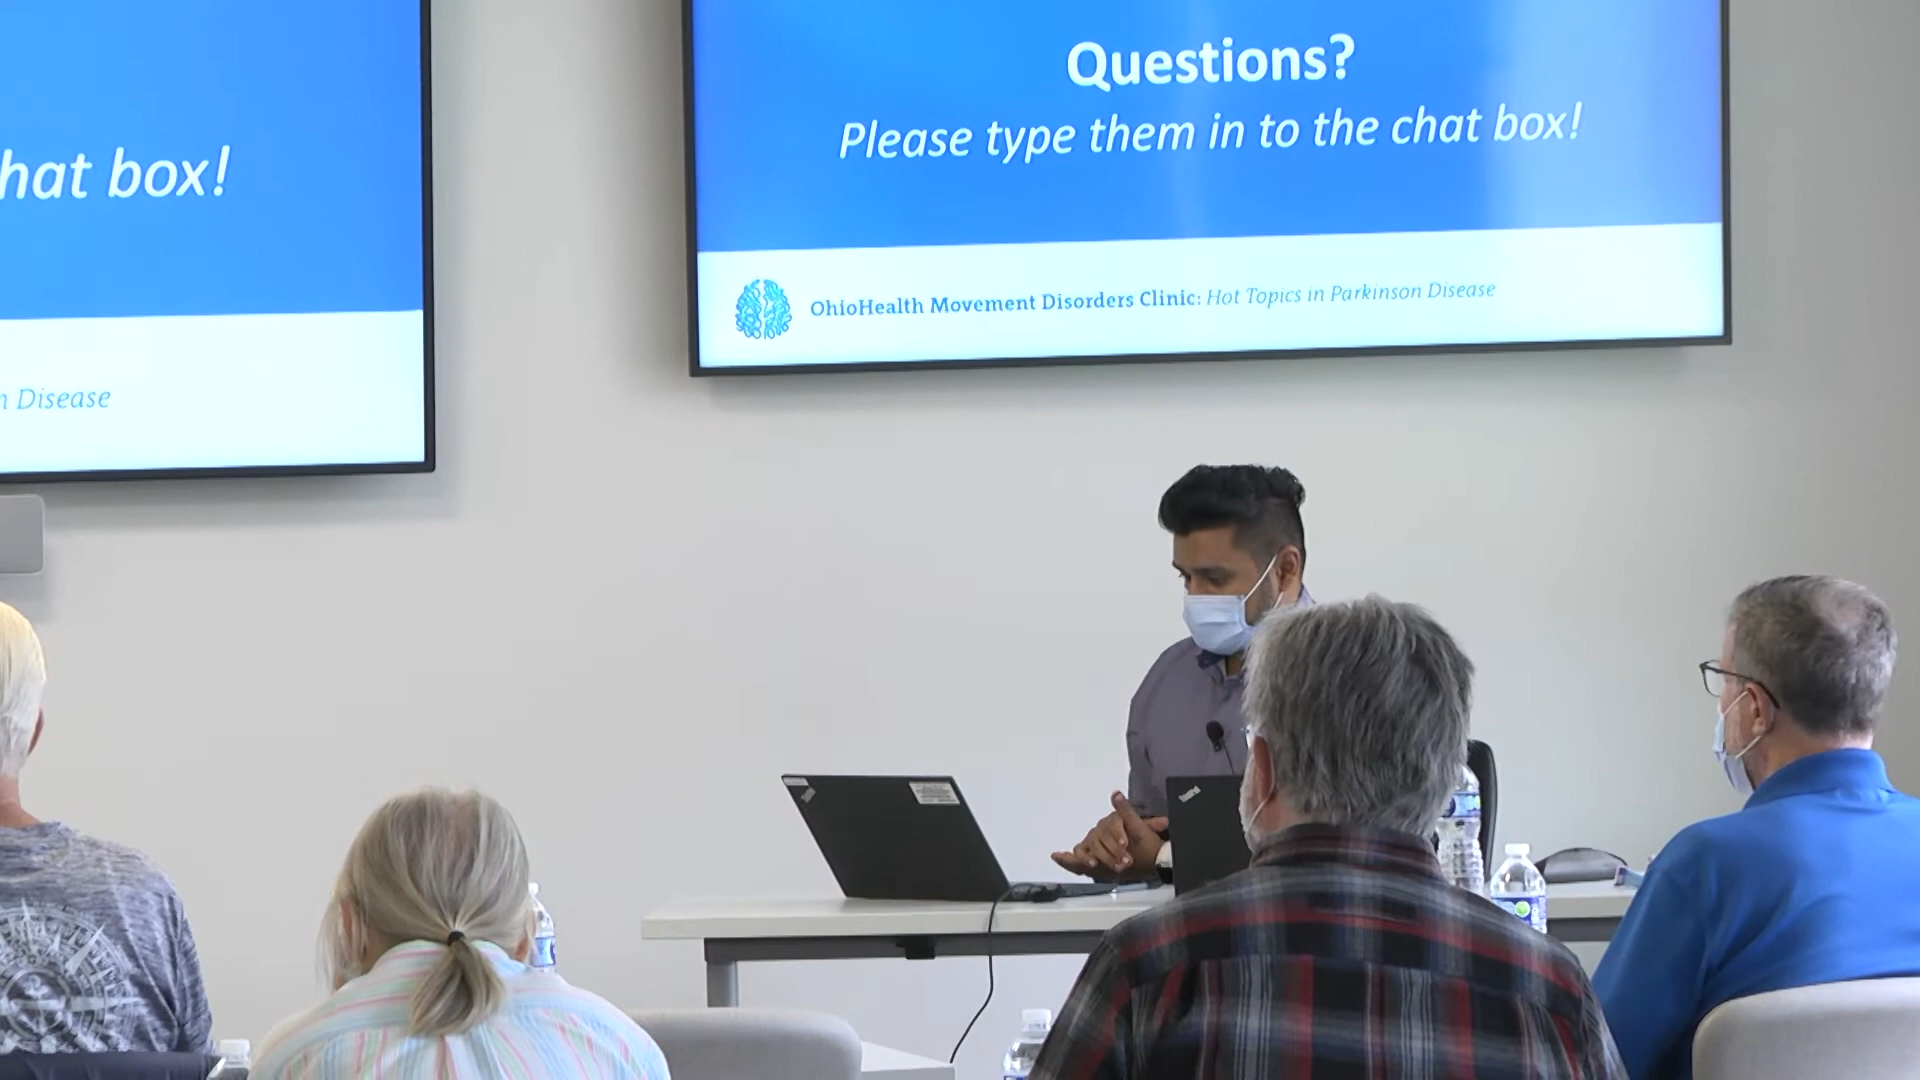 hat box!
n Disease
Questions?
Please type them in to the chat box!
OhioHealth Movement Disorders Clinic: Hot Topics in Parkinson Disease
ThinkPad